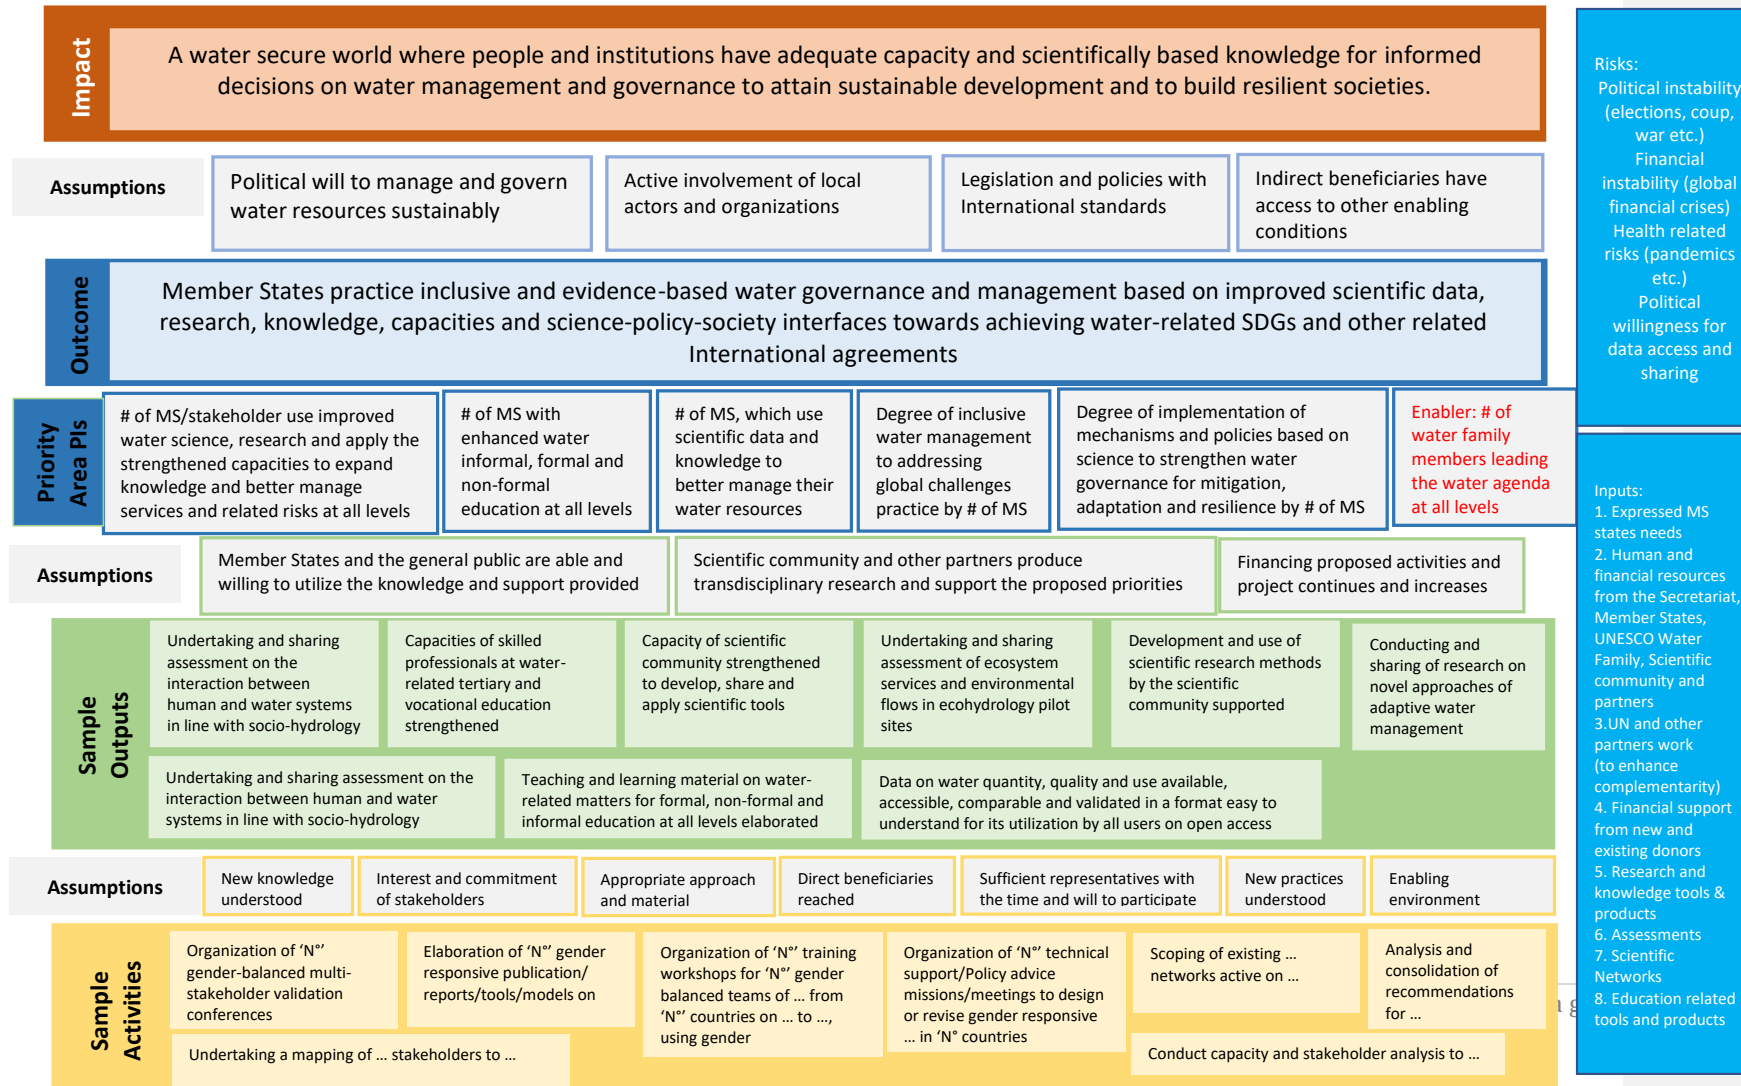 Impact
A water secure world where people and institutions have adequate capacity and scientifically based knowledge for informed
decisions on water management and governance to attain sustainable development and to build resilient societies.
Assumptions
Political will to manage and govern
water resources sustainably
Active involvement of local
actors and organizations
Legislation and policies with
International standards
Indirect beneficiaries have
access to other enabling
conditions
Outcome
Member States practice inclusive and evidence-based water governance and management based on improved scientific data,
research, knowledge, capacities and science-policy-society interfaces towards achieving water-related SDGs and other related
International agreements
Priority
Area PIs
# of MS/stakeholder use improved
water science, research and apply the
strengthened capacities to expand
knowledge and better manage
services and related risks at all levels
# of MS with
enhanced water
informal, formal and
non-formal
education at all levels
# of MS, which use
scientific data and
knowledge to
better manage their
water resources
Degree of inclusive
water management
to addressing
global challenges
practice by # of MS
Degree of implementation of
mechanisms and policies based on
science to strengthen water
governance for mitigation,
adaptation and resilience by # of MS
Enabler: # of
water family
members leading
the water agenda
at all levels
Assumptions
Member States and the general public are able and
willing to utilize the knowledge and support provided
Scientific community and other partners produce
transdisciplinary research and support the proposed priorities
Financing proposed activities and
project continues and increases
Sample
Outputs
Undertaking and sharing
assessment on the
interaction between
human and water systems
in line with socio-hydrology
Capacities of skilled
professionals at water-
related tertiary and
vocational education
strengthened
Capacity of scientific
community strengthened
to develop, share and
apply scientific tools
Undertaking and sharing
assessment of ecosystem
services and environmental
flows in ecohydrology pilot
sites
Development and use of
scientific research methods
by the scientific
community supported
Conducting and
sharing of research on
novel approaches of
adaptive water
management
Undertaking and sharing assessment on the
interaction between human and water
systems in line with socio-hydrology
Teaching and learning material on water-
related matters for formal, non-formal and
informal education at all levels elaborated
Data on water quantity, quality and use available,
accessible, comparable and validated in a format easy to
understand for its utilization by all users on open access
Assumptions
New knowledge
understood
Interest and commitment
of stakeholders
Appropriate approach
and material
Direct beneficiaries
reached
Sufficient representatives with
the time and will to participate
New practices
understood
Enabling
environment
Sample
Activities
Organization of ‘N°’
gender-balanced multi-
stakeholder validation
conferences
Elaboration of ‘N°’ gender
responsive publication/
reports/tools/models on
Organization of ‘N°’ training
workshops for ‘N°’ gender
balanced teams of … from
‘N°’ countries on … to …,
using gender
Organization of ‘N°’ technical
support/Policy advice
missions/meetings to design
or revise gender responsive
… in ‘N° countries
Scoping of existing …
networks active on …
Analysis and
consolidation of
recommendations
for …
Undertaking a mapping of … stakeholders to …
Conduct capacity and stakeholder analysis to …
Risks:
Political instability
(elections, coup,
war etc.)
Financial
instability (global
financial crises)
Health related
risks (pandemics
etc.)
Political
willingness for
data access and
sharing
Inputs:
1. Expressed MS
states needs
2. Human and
financial resources
from the Secretariat,
Member States,
UNESCO Water
Family, Scientific
community and
partners
3.UN and other
partners work
(to enhance
complementarity)
4. Financial support
from new and
existing donors
5. Research and
knowledge tools &
products
6. Assessments
7. Scientific
Networks
8. Education related
tools and products